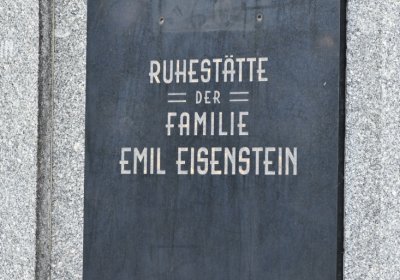 RUHESTÄTTE
= DER =
FAMILIE
EMIL EISENSTEIN